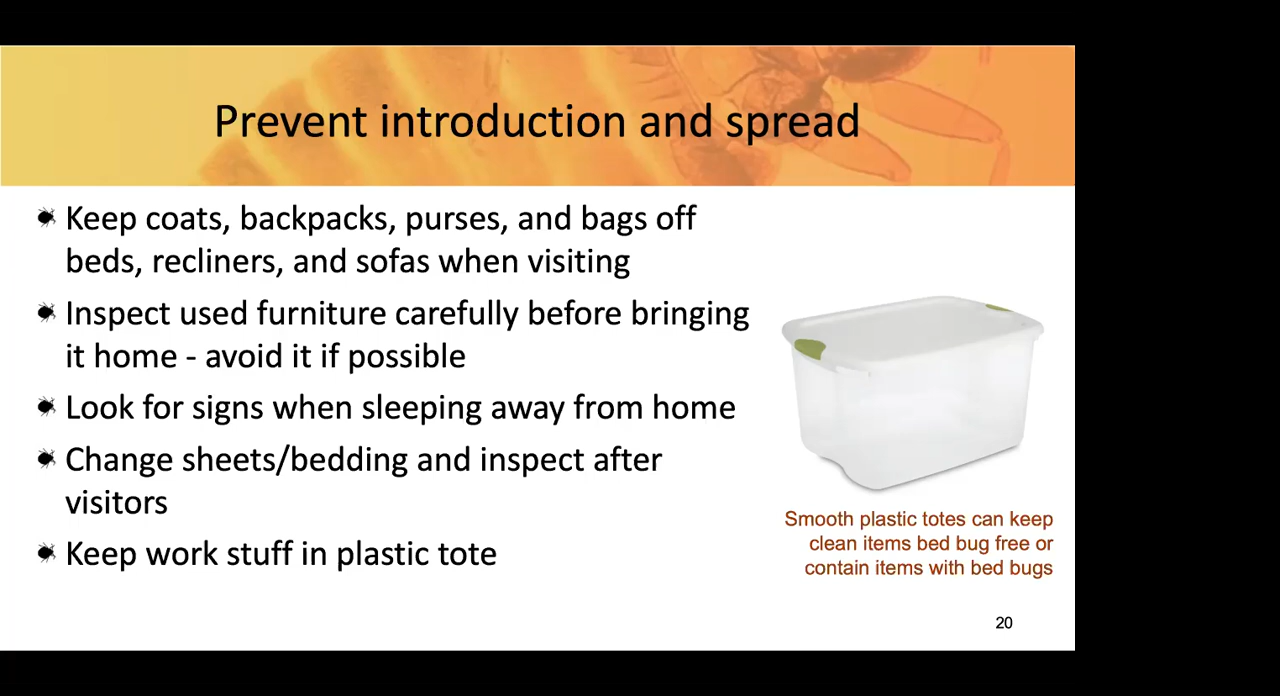 Prevent introduction and spread
Keep coats, backpacks, purses, and bags off
beds, recliners, and sofas when visiting
Inspect used furniture carefully before bringing
it home - avoid it if possible
Look for signs when sleeping away from home
Change sheets/bedding and inspect after
visitors
Keep work stuff in plastic tote
Smooth plastic totes can keep
clean items bed bug free or
contain items with bed bugs
20